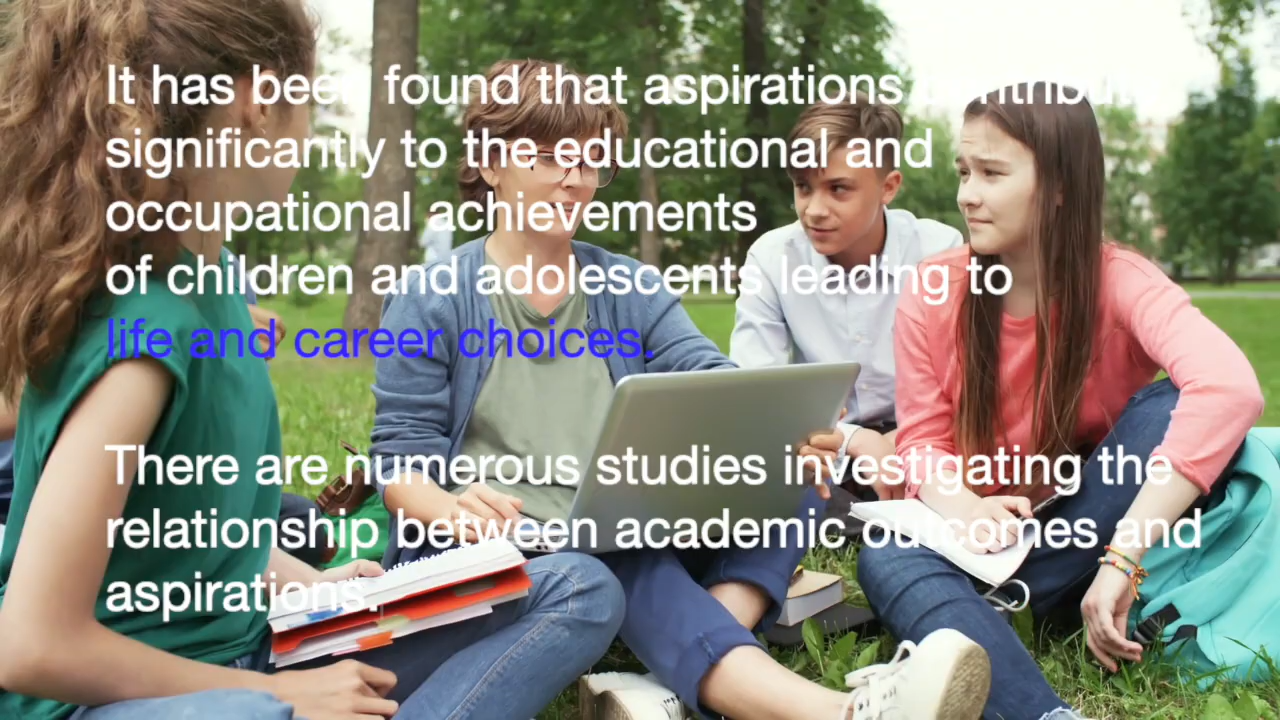 It has been found that aspirations contribute
significantly to the educational and
occupational achievements
of children and adolescents leading to
life and career choices.
There are numerous studies investigating the
relationship between academic outcomes and
aspirations.